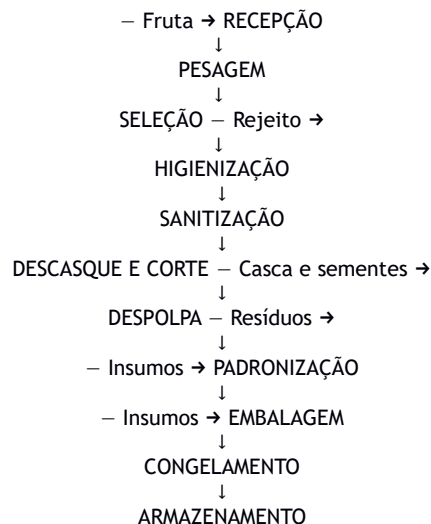 — Fruta → RECEPÇÃO
↓
PESAGEM
↓
SELEÇÃO — Rejeito →
↓
HIGIENIZAÇÃO
↓
SANITIZAÇÃO
↓
DESCASQUE E CORTE — Casca e sementes →
↓
DESPOLPA — Resíduos →
↓
— Insumos → PADRONIZAÇÃO
↓
— Insumos → EMBALAGEM
↓
CONGELAMENTO
↓
ARMAZENAMENTO